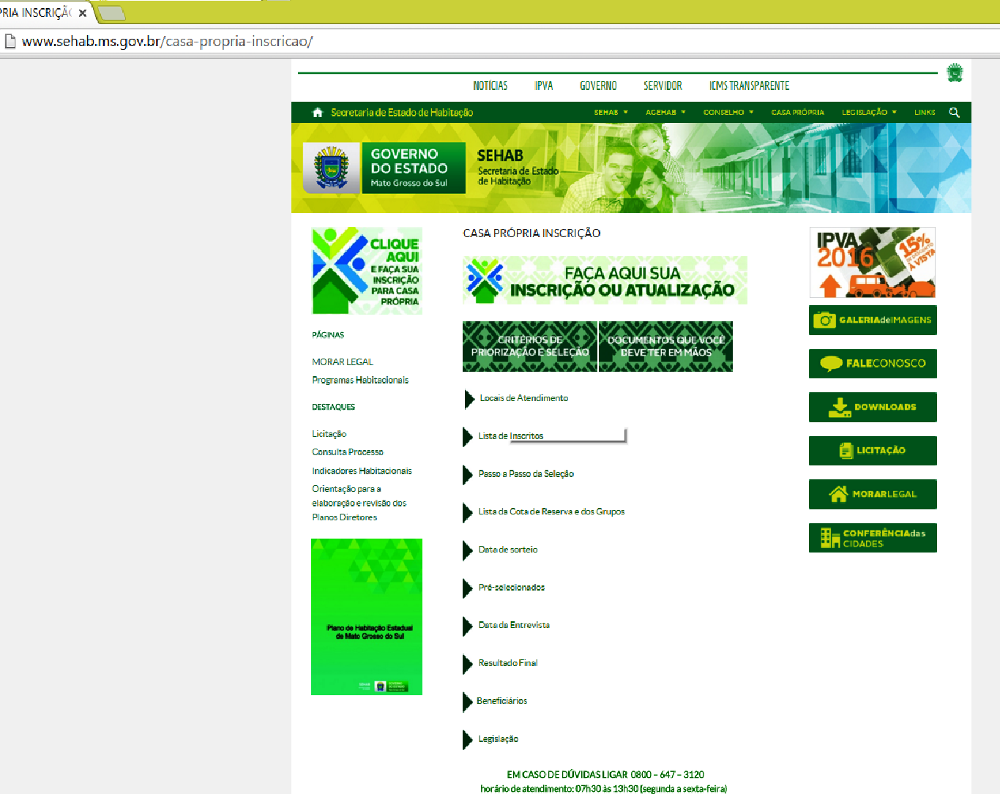 PRIA INSCRIÇÃO
www.sehab.ms.gov.br/casa-propria-inscricao/
NOTÍCIAS IPVA GOVERNO SERVIDOR ICMS TRANSPARENTE
Secretaria de Estado de Habitação SEHAB AGEHAB CONSELHO CASA PRÓPRIA LEGISLAÇÃO LINKS
GOVERNO
DO ESTADO
Mato Grosso do Sul
SEHAB
Secretaria de Estado
de Habitação
CLIQUE
AQUI
E FAÇA SUA
INSCRIÇÃO
PARA CASA
PRÓPRIA
PÁGINAS
MORAR LEGAL
Programas Habitacionais
DESTAQUES
Licitação
Consulta Processo
Indicadores Habitacionais
Orientação para a
elaboração e revisão dos
Planos Diretores
Plano de Habitação Estadual
de Mato Grosso do Sul
CASA PRÓPRIA INSCRIÇÃO
FAÇA AQUI SUA
INSCRIÇÃO OU ATUALIZAÇÃO
CRITÉRIOS DE
PRIORIZAÇÃO E SELEÇÃO
DOCUMENTOS QUE VOCÊ
DEVE TER EM MÃOS
Locais de Atendimento
Lista de Inscritos
Passo a Passo da Seleção
Lista da Cota de Reserva e dos Grupos
Data de sorteio
Pré-selecionados
Data da Entrevista
Resultado Final
Beneficiários
Legislação
EM CASO DE DÚVIDAS LIGAR 0800 – 647 – 3120
horário de atendimento: 07h30 às 13h30 (segunda a sexta-feira)
IPVA
2016
15%
DE DESCONTO
À VISTA
GALERIAdeIMAGENS
FALECONOSCO
DOWNLOADS
LICITAÇÃO
MORARLEGAL
CONFERÊNCIAdas
CIDADES